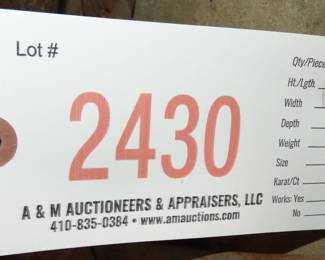 Lot #
2430
A & M AUCTIONEERS & APPRAISERS, LLC
410-835-0384 • www.amauctions.com
Qty/Piece
Ht./Lgth.
Width
Depth
Weight
Size
Karat/Ct
Works: Yes
No